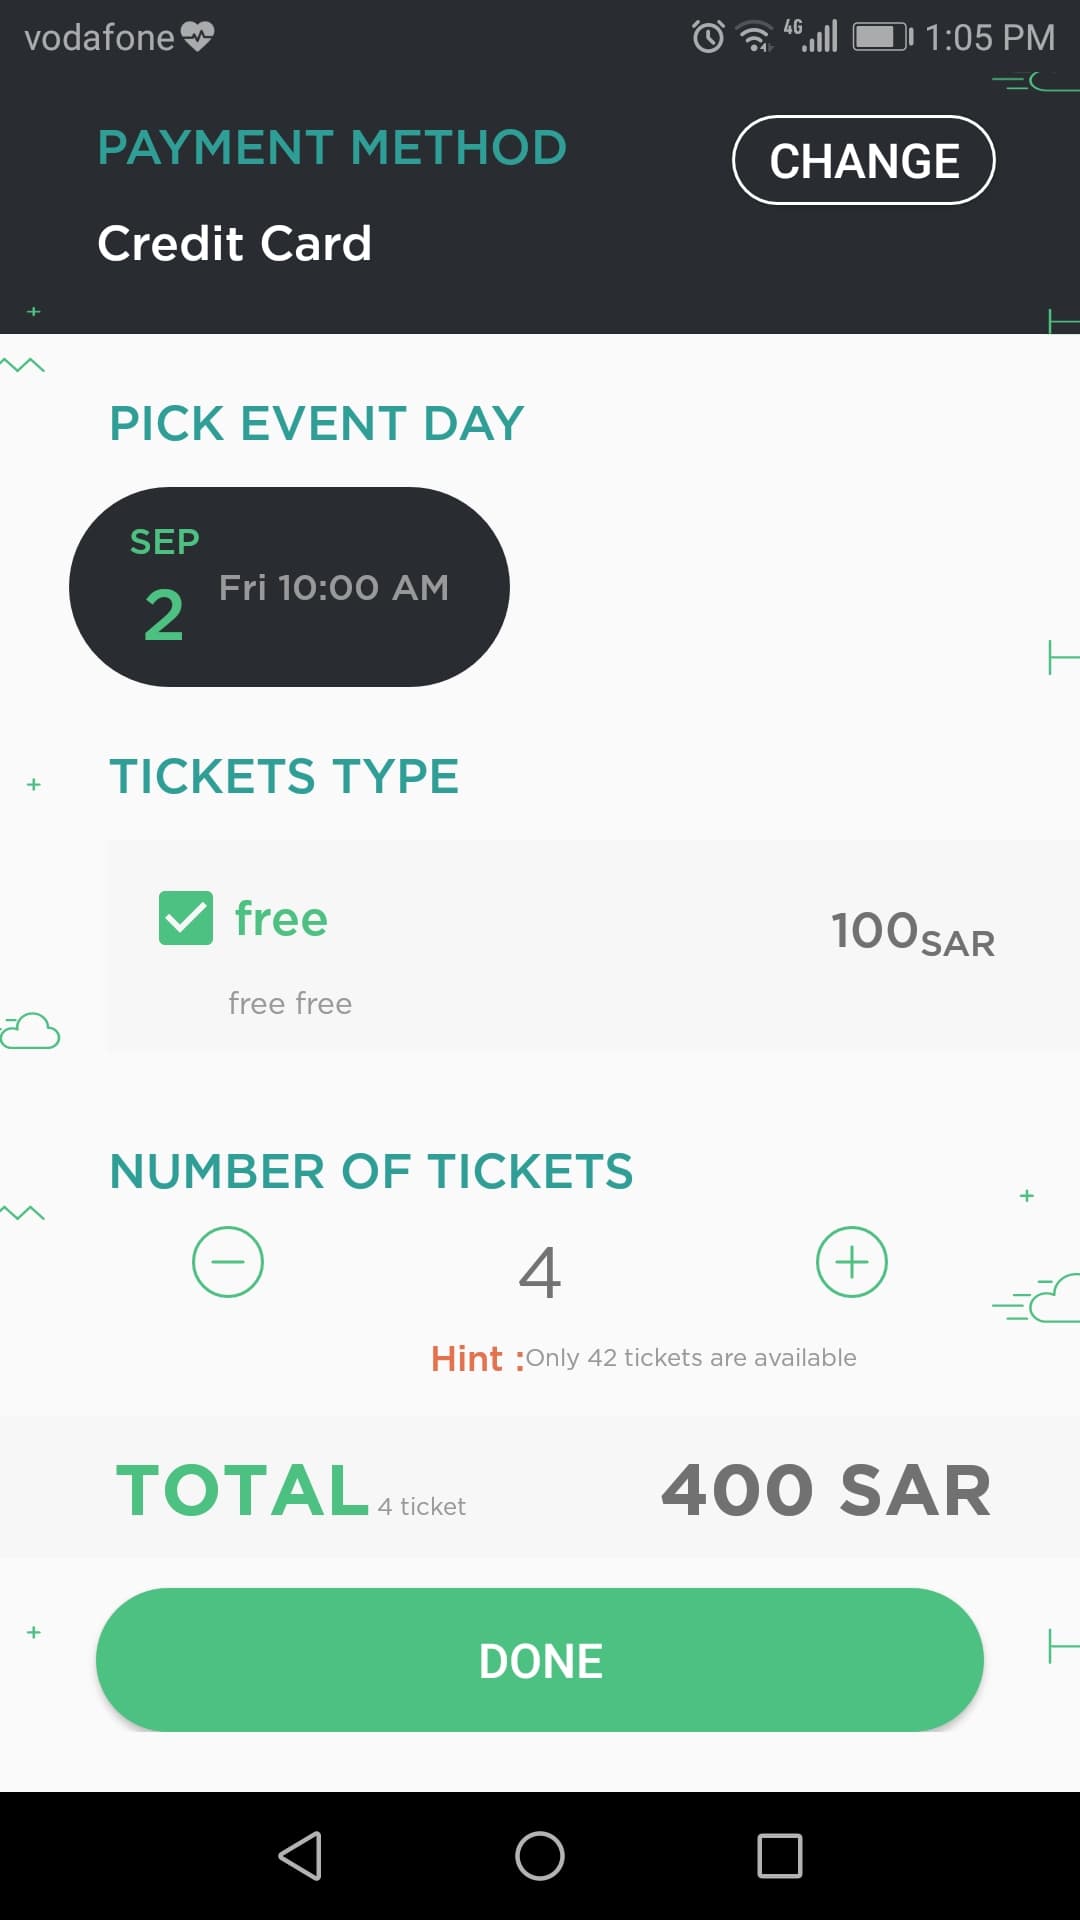 vodafone 4G 1:05 PM
PAYMENT METHOD
CHANGE
Credit Card
PICK EVENT DAY
SEP
2
Fri 10:00 AM
TICKETS TYPE
free
100SAR
free free
NUMBER OF TICKETS
4
Hint :Only 42 tickets are available
TOTAL 4 ticket 400 SAR
DONE